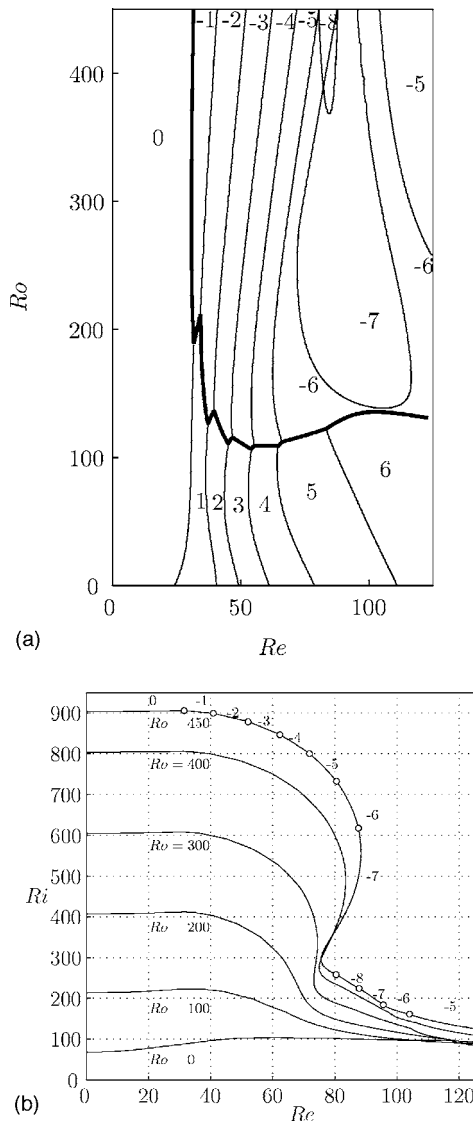 -1 -2 -3 -4 -5 -8
400
0
-5
300
-6
Ro
-7
200
-6
100
6
1 2 3 4 5
0
0 50 100
(a)
Re
0 -1
900
-2 -3
Ro 450
-4
800
Ro = 400
-5
700
-6
600
Ro = 300
500
-7
Ri
400
Ro 200
300
-8
-7
200
-6 -5
Ro 100
100
Ro 0
0
0 20 40 60 80 100 120
(b)
Re